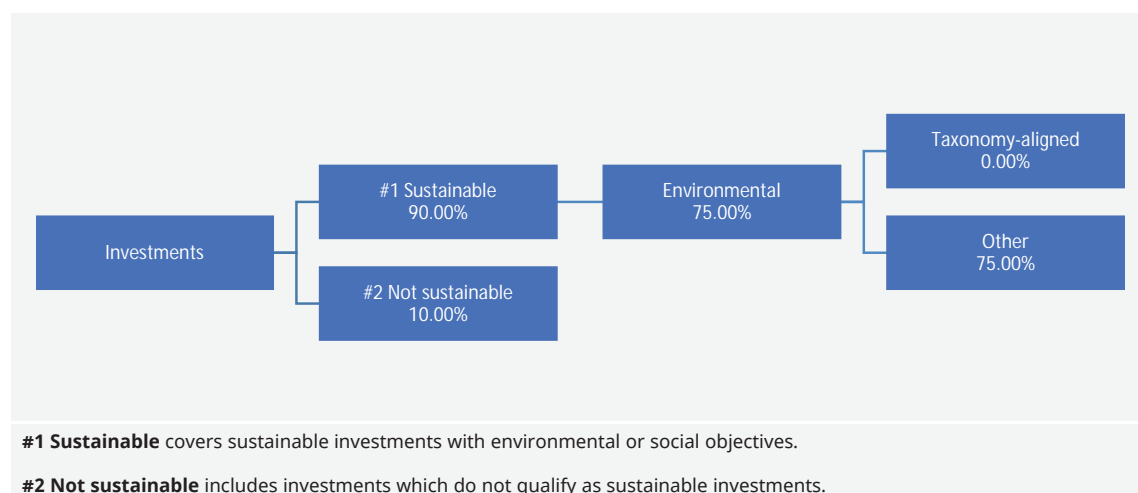 Investments
#1 Sustainable
90.00%
#2 Not sustainable
10.00%
Environmental
75.00%
Taxonomy-aligned
0.00%
Other
75.00%
#1 Sustainable covers sustainable investments with environmental or social objectives.
#2 Not sustainable includes investments which do not qualify as sustainable investments.